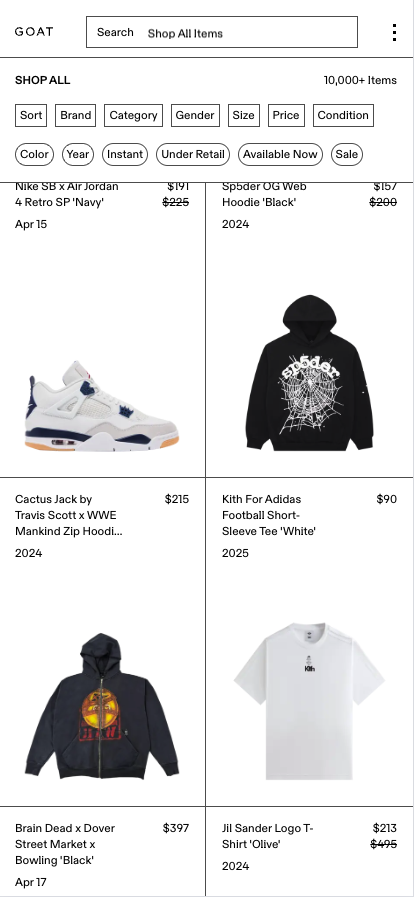 GOAT
Search Shop All Items
SHOP ALL
10,000+ Items
Sort Brand Category Gender Size Price Condition
Color Year Instant Under Retail Available Now Sale
Nike SB x Air Jordan $191
4 Retro SP 'Navy' $225
Apr 15
Sp5der OG Web $157
Hoodie 'Black' $200
2024
sp5der
Cactus Jack by $215
Travis Scott x WWE
Mankind Zip Hoodi...
2024
Kith For Adidas $90
Football Short-
Sleeve Tee 'White'
2025
Kith
Brain Dead x Dover $397
Street Market x
Bowling 'Black'
Apr 17
Jil Sander Logo T- $213
Shirt 'Olive' $495
2024